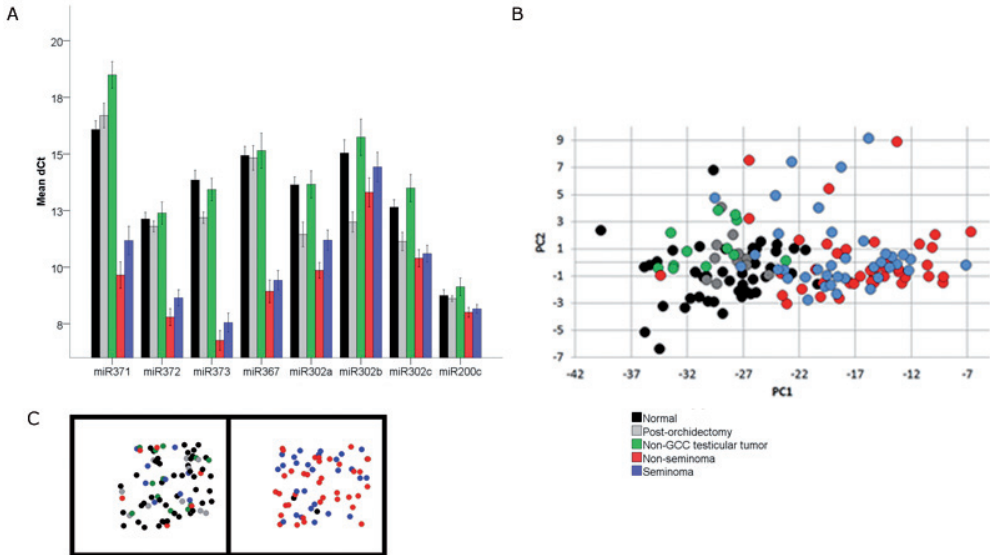 A
Mean dCt
20
18
15
13
10
8
miR371 miR372 miR373 miR367 miR302a miR302b miR302c miR200c
B
PC2
9
7
5
3
1
-1
-3
-5
-7
-42 -37 -32 -27 -22 -17 -12 -7
PC1
Normal
Post-orchidectomy
Non-GCC testicular tumor
Non-seminoma
Seminoma
C